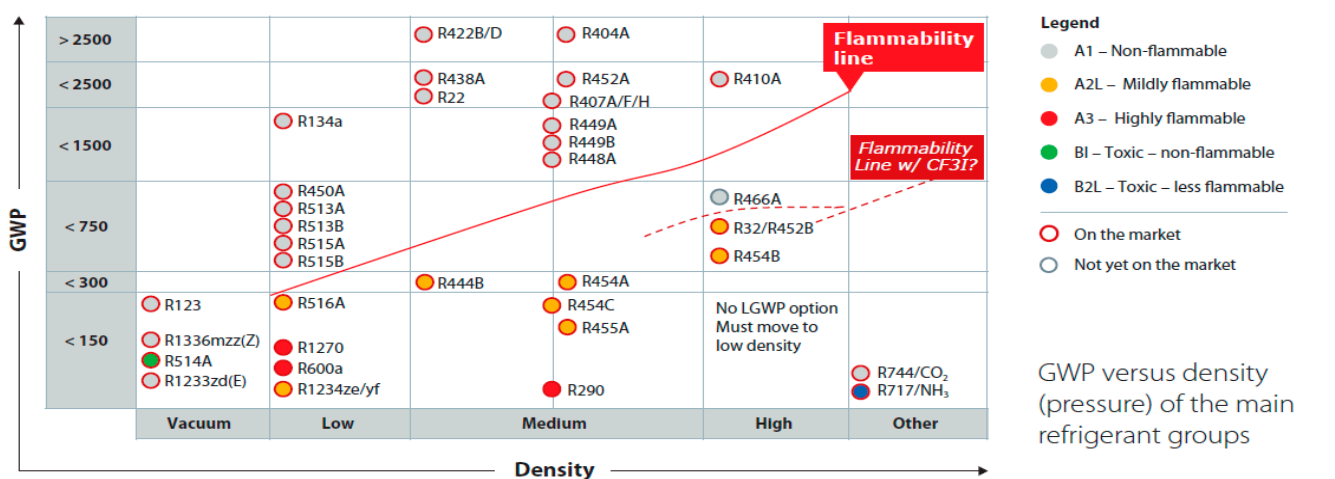 > 2500
R422B/D
R404A
Flammability
line
< 2500
R438A
R22
R452A
R407A/F/H
R410A
< 1500
R134a
R449A
R449B
R448A
Flammability
Line w/ CF3I?
< 750
R450A
R513A
R513B
R515A
R515B
R466A
R32/R452B
R454B
< 300
R444B
R454A
< 150
R123
R1336mzz(Z)
R514A
R1233zd(E)
R516A
R1270
R600a
R1234ze/yf
R454C
R455A
R290
No LGWP option
Must move to
low density
R744/CO₂
R717/NH₃
GWP
Vacuum
Low
Medium
High
Other
Density
Legend
A1 – Non-flammable
A2L – Mildly flammable
A3 – Highly flammable
BI – Toxic – non-flammable
B2L – Toxic – less flammable
On the market
Not yet on the market
GWP versus density
(pressure) of the main
refrigerant groups